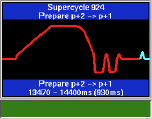 Supercycle 924
Prepare p+2 -> p+1
Prepare p+2 -> p+1
13470 - 14400ms (930ms)